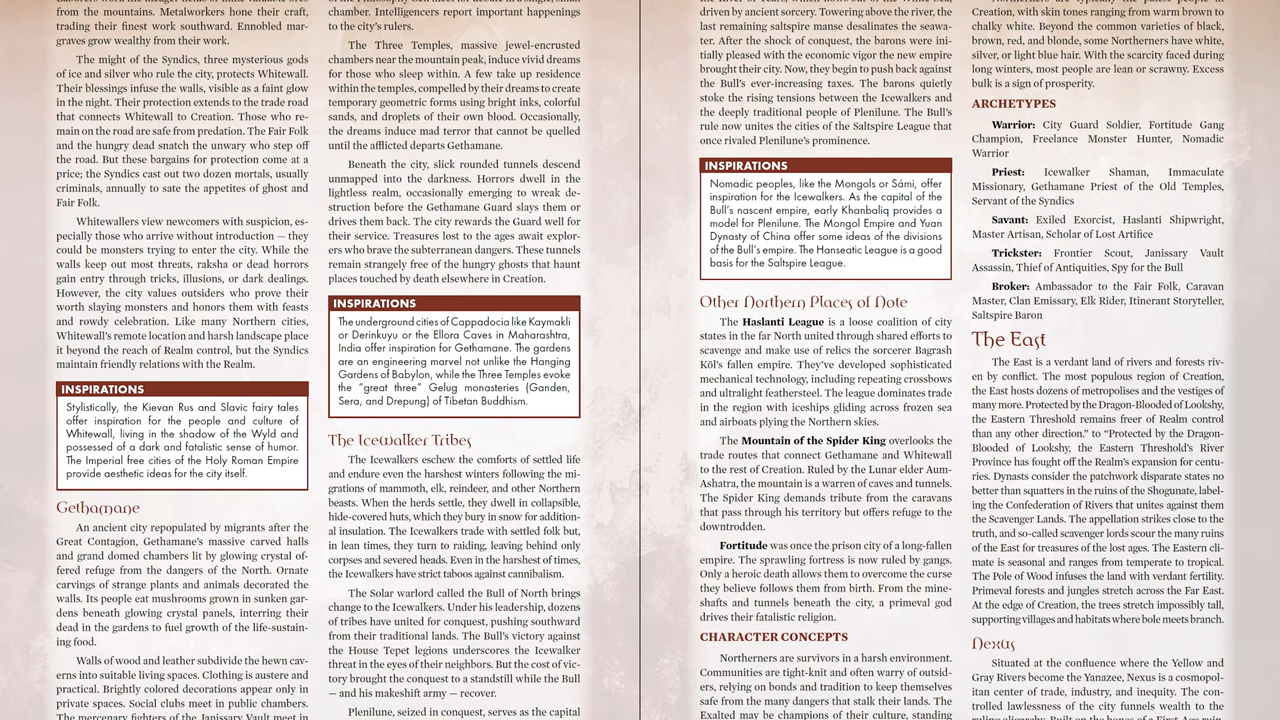 from the mountains. Metalworkers hone their craft,
trading their finest work southward. Ennobled mar-
graves grow wealthy from their work.
The might of the Syndics, three mysterious gods
of ice and silver who rule the city, protects Whitewall.
Their blessings infuse the walls, visible as a faint glow
in the night. Their protection extends to the trade road
that connects Whitewall to Creation. Those who re-
main on the road are safe from predation. The Fair Folk
and the hungry dead snatch the unwary who step off
the road. But these bargains for protection come at a
price; the Syndics cast out two dozen mortals, usually
criminals, annually to sate the appetites of ghost and
Fair Folk.
Whitewallers view newcomers with suspicion, es-
pecially those who arrive without introduction — they
could be monsters trying to enter the city. While the
walls keep out most threats, raksha or dead horrors
gain entry through tricks, illusions, or dark dealings.
However, the city values outsiders who prove their
worth slaying monsters and honors them with feasts
and rowdy celebration. Like many Northern cities,
Whitewall's remote location and harsh landscape place
it beyond the reach of Realm control, but the Syndics
maintain friendly relations with the Realm.
INSPIRATIONS
Stylistically, the Kievan Rus and Slavic fairy tales
offer inspiration for the people and culture of
Whitewall, living in the shadow of the Wyld and
possessed of a dark and fatalistic sense of humor.
The Imperial free cities of the Holy Roman Empire
provide aesthetic ideas for the city itself.
Gethamane
An ancient city repopulated by migrants after the
Great Contagion, Gethamane's massive carved halls
and grand domed chambers lit by glowing crystal of-
fered refuge from the dangers of the North. Ornate
carvings of strange plants and animals decorated the
walls. Its people eat mushrooms grown in sunken gar-
dens beneath glowing crystal panels, interring their
dead in the gardens to fuel growth of the life-sustain-
ing food.
Walls of wood and leather subdivide the hewn cav-
erns into suitable living spaces. Clothing is austere and
practical. Brightly colored decorations appear only in
private spaces. Social clubs meet in public chambers.
The mercenary fighters of the Janissary Vault meet in
chamber. Intelligencers report important happenings
to the city's rulers.
The Three Temples, massive jewel-encrusted
chambers near the mountain peak, induce vivid dreams
for those who sleep within. A few take up residence
within the temples, compelled by their dreams to create
temporary geometric forms using bright inks, colorful
sands, and droplets of their own blood. Occasionally,
the dreams induce mad terror that cannot be quelled
until the afflicted departs Gethamane.
Beneath the city, slick rounded tunnels descend
unmapped into the darkness. Horrors dwell in the
lightless realm, occasionally emerging to wreak de-
struction before the Gethamane Guard slays them or
drives them back. The city rewards the Guard well for
their service. Treasures lost to the ages await explor-
ers who brave the subterranean dangers. These tunnels
remain strangely free of the hungry ghosts that haunt
places touched by death elsewhere in Creation.
INSPIRATIONS
The underground cities of Cappadocia like Kaymakli
or Derinkuyu or the Ellora Caves in Maharashtra,
India offer inspiration for Gethamane. The gardens
are an engineering marvel not unlike the Hanging
Gardens of Babylon, while the Three Temples evoke
the "great three" Gelug monasteries (Ganden,
Sera, and Drepung) of Tibetan Buddhism.
The Icewalker Tribes
The Icewalkers eschew the comforts of settled life
and endure even the harshest winters following the mi-
grations of mammoth, elk, reindeer, and other Northern
beasts. When the herds settle, they dwell in collapsible,
hide-covered huts, which they bury in snow for addition-
al insulation. The Icewalkers trade with settled folk but,
in lean times, they turn to raiding, leaving behind only
corpses and severed heads. Even in the harshest of times,
the Icewalkers have strict taboos against cannibalism.
The Solar warlord called the Bull of North brings
change to the Icewalkers. Under his leadership, dozens
of tribes have united for conquest, pushing southward
from their traditional lands. The Bull's victory against
the House Tepet legions underscores the Icewalker
threat in the eyes of their neighbors. But the cost of vic-
tory brought the conquest to a standstill while the Bull
— and his makeshift army — recover.
Plenilune, seized in conquest, serves as the capital
driven by ancient sorcery. Towering above the river, the
last remaining saltspire manse desalinates the seawa-
ter. After the shock of conquest, the barons were ini-
tially pleased with the economic vigor the new empire
brought their city. Now, they begin to push back against
the Bull's ever-increasing taxes. The barons quietly
stoke the rising tensions between the Icewalkers and
the deeply traditional people of Plenilune. The Bull's
rule now unites the cities of the Saltspire League that
once rivaled Plenilune's prominence.
INSPIRATIONS
Nomadic peoples, like the Mongols or Sámi, offer
inspiration for the Icewalkers. As the capital of the
Bull's nascent empire, early Khanbaliq provides a
model for Plenilune. The Mongol Empire and Yuan
Dynasty of China offer some ideas of the divisions
of the Bull's empire. The Hanseatic League is a good
basis for the Saltspire League.
Other Northern Places of Note
The Haslanti League is a loose coalition of city
states in the far North united through shared efforts to
scavenge and make use of relics the sorcerer Bagrash
Köl's fallen empire. They've developed sophisticated
mechanical technology, including repeating crossbows
and ultralight feathersteel. The league dominates trade
in the region with iceships gliding across frozen sea
and airboats plying the Northern skies.
The Mountain of the Spider King overlooks the
trade routes that connect Gethamane and Whitewall
to the rest of Creation. Ruled by the Lunar elder Aum-
Ashatra, the mountain is a warren of caves and tunnels.
The Spider King demands tribute from the caravans
that pass through his territory but offers refuge to the
downtrodden.
Fortitude was once the prison city of a long-fallen
empire. The sprawling fortress is now ruled by gangs.
Only a heroic death allows them to overcome the curse
they believe follows them from birth. From the mine-
shafts and tunnels beneath the city, a primeval god
drives their fatalistic religion.
CHARACTER CONCEPTS
Northerners are survivors in a harsh environment.
Communities are tight-knit and often warry of outsid-
ers, relying on bonds and tradition to keep themselves
safe from the many dangers that stalk their lands. The
Exalted may be champions of their culture, standing
Creation, with skin tones ranging from warm brown to
chalky white. Beyond the common varieties of black,
brown, red, and blonde, some Northerners have white,
silver, or light blue hair. With the scarcity faced during
long winters, most people are lean or scrawny. Excess
bulk is a sign of prosperity.
ARCHETYPES
Warrior: City Guard Soldier, Fortitude Gang
Champion, Freelance Monster Hunter, Nomadic
Warrior
Priest: Icewalker Shaman, Immaculate
Missionary, Gethamane Priest of the Old Temples,
Servant of the Syndics
Savant: Exiled Exorcist, Haslanti Shipwright,
Master Artisan, Scholar of Lost Artifice
Trickster: Frontier Scout, Janissary Vault
Assassin, Thief of Antiquities, Spy for the Bull
Broker: Ambassador to the Fair Folk, Caravan
Master, Clan Emissary, Elk Rider, Itinerant Storyteller,
Saltspire Baron
The East
The East is a verdant land of rivers and forests riv-
en by conflict. The most populous region of Creation,
the East hosts dozens of metropolises and the vestiges of
many more. Protected by the Dragon-Blooded of Lookshy,
the Eastern Threshold remains freer of Realm control
than any other direction." to "Protected by the Dragon-
Blooded of Lookshy, the Eastern Threshold's River
Province has fought off the Realm's expansion for centu-
ries. Dynasts consider the patchwork disparate states no
better than squatters in the ruins of the Shogunate, label-
ing the Confederation of Rivers that unites against them
the Scavenger Lands. The appellation strikes close to the
truth, and so-called scavenger lords scour the many ruins
of the East for treasures of the lost ages. The Eastern cli-
mate is seasonal and ranges from temperate to tropical.
The Pole of Wood infuses the land with verdant fertility.
Primeval forests and jungles stretch across the Far East.
At the edge of Creation, the trees stretch impossibly tall,
supporting villages and habitats where bole meets branch.
Nexus
Situated at the confluence where the Yellow and
Gray Rivers become the Yanazee, Nexus is a cosmopol-
itan center of trade, industry, and inequity. The con-
trolled lawlessness of the city funnels wealth to the